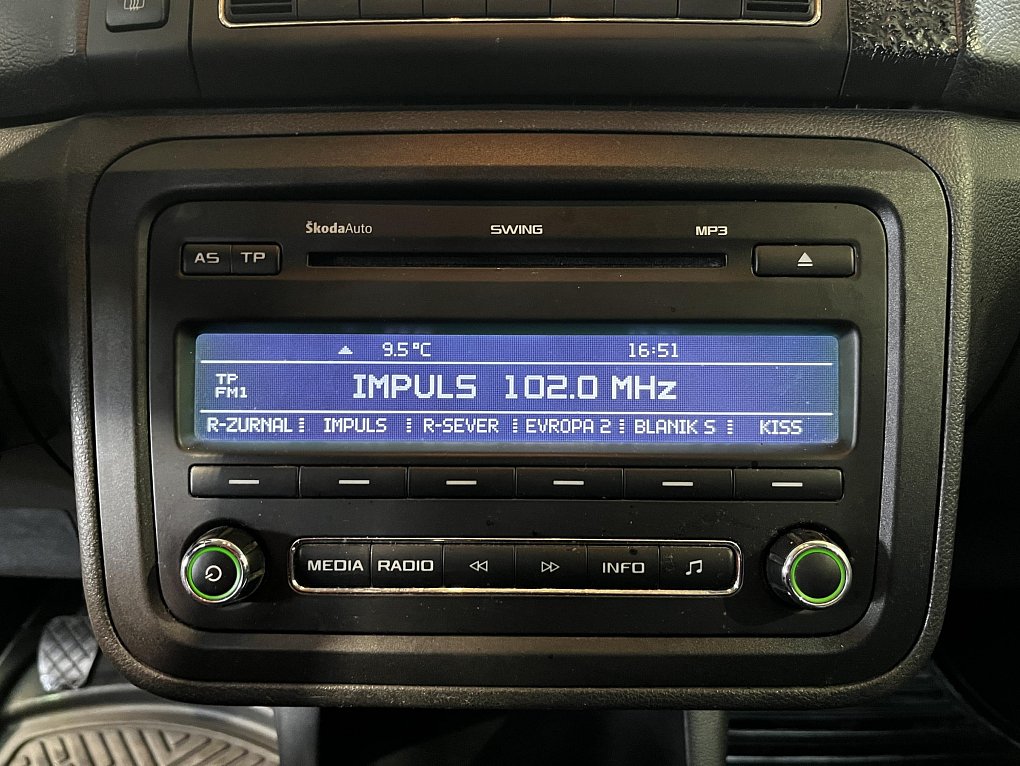 ŠkodaAuto SWING MP3
AS TP
9.5°C 16:51
TP
FM1
IMPULS 102.0 MHz
R-ZURNAL IMPULS R-SEVER EVROPA 2 BLANIK S KISS
MEDIA RADIO INFO